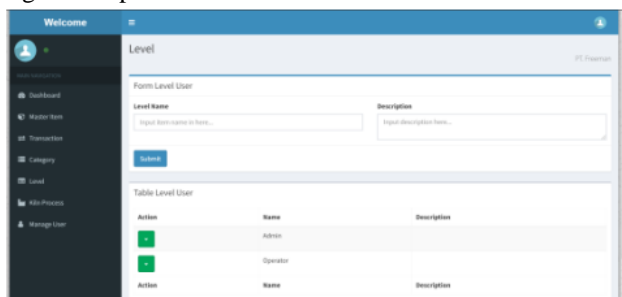 Welcome
Level
PT. Freeman
MAIN NAVIGATION
Dashboard
Master Item
Transaction
Category
Level
Kiln Process
Manage User
Form Level User
Level Name Description
Input item name in here... Input description here...
Submit
Table Level User
Action Name Description
Admin
Operator
Action Name Description